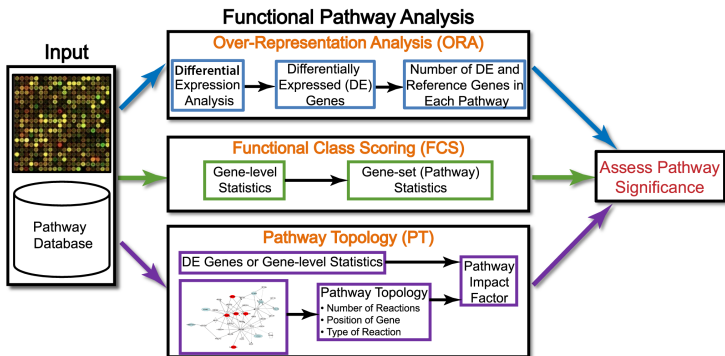 Functional Pathway Analysis
Input
Pathway
Database
Over-Representation Analysis (ORA)
Differential
Expression
Analysis
Differentially
Expressed (DE)
Genes
Number of DE and
Reference Genes in
Each Pathway
Functional Class Scoring (FCS)
Gene-level
Statistics
Gene-set (Pathway)
Statistics
Pathway Topology (PT)
DE Genes or Gene-level Statistics
Pathway Topology
• Number of Reactions
• Position of Gene
• Type of Reaction
Pathway
Impact
Factor
Assess Pathway
Significance